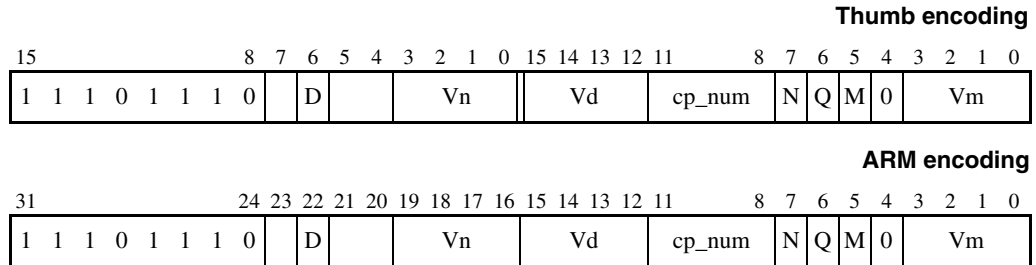 Thumb encoding
15 8 7 6 5 4 3 2 1 0 15 14 13 12 11 8 7 6 5 4 3 2 1 0
1 1 1 0 1 1 1 0 D Vn Vd cp_num N Q M 0 Vm
ARM encoding
31 24 23 22 21 20 19 18 17 16 15 14 13 12 11 8 7 6 5 4 3 2 1 0
1 1 1 0 1 1 1 0 D Vn Vd cp_num N Q M 0 Vm